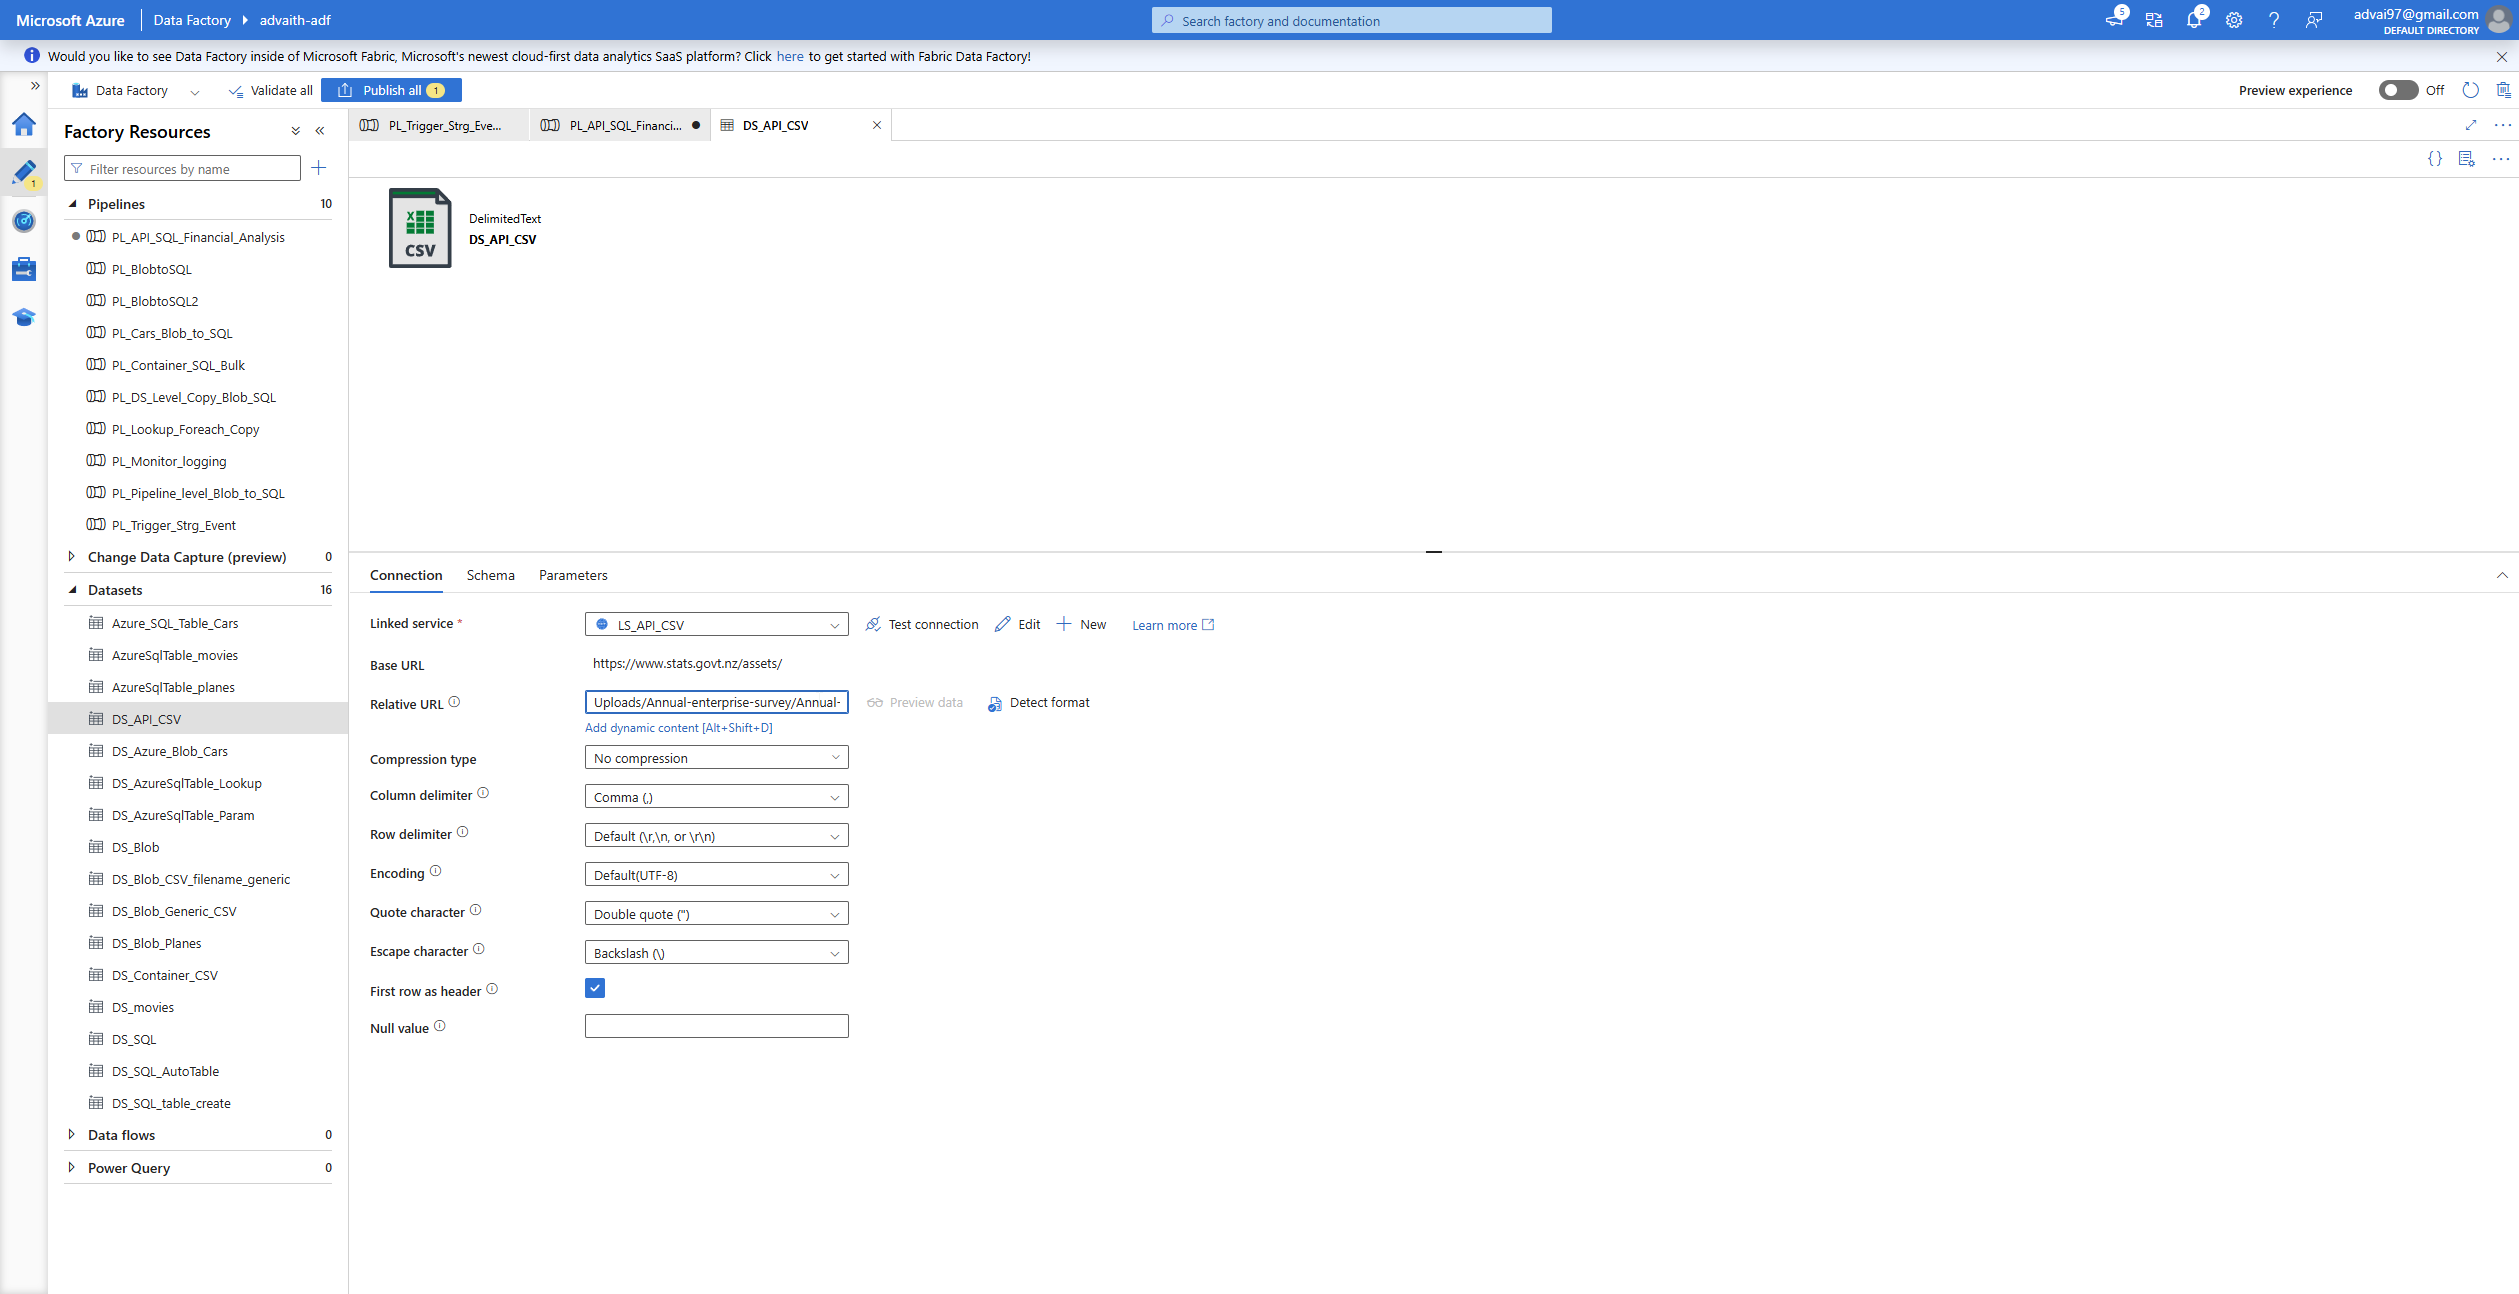 Microsoft Azure Data Factory advaith-adf Search factory and documentation 5 2 advai97@gmail.com
DEFAULT DIRECTORY
Would you like to see Data Factory inside of Microsoft Fabric, Microsoft's newest cloud-first data analytics SaaS platform? Click here to get started with Fabric Data Factory!
Data Factory Validate all Publish all 1 Preview experience Off
Factory Resources
PL_Trigger_Strg_Eve... PL_API_SQL_Financi... DS_API_CSV
Filter resources by name
1
Pipelines 10
PL_API_SQL_Financial_Analysis
PL_BlobtoSQL
PL_BlobtoSQL2
PL_Cars_Blob_to_SQL
PL_Container_SQL_Bulk
PL_DS_Level_Copy_Blob_SQL
PL_Lookup_Foreach_Copy
PL_Monitor_logging
PL_Pipeline_level_Blob_to_SQL
PL_Trigger_Strg_Event
Change Data Capture (preview) 0
Datasets 16
Azure_SQL_Table_Cars
AzureSqlTable_movies
AzureSqlTable_planes
DS_API_CSV
DS_Azure_Blob_Cars
DS_AzureSqlTable_Lookup
DS_AzureSqlTable_Param
DS_Blob
DS_Blob_CSV_filename_generic
DS_Blob_Generic_CSV
DS_Blob_Planes
DS_Container_CSV
DS_movies
DS_SQL
DS_SQL_AutoTable
DS_SQL_table_create
Data flows 0
Power Query 0
CSV
DelimitedText
DS_API_CSV
Connection Schema Parameters
Linked service * LS_API_CSV Test connection Edit New Learn more
Base URL https://www.stats.govt.nz/assets/
Relative URL Uploads/Annual-enterprise-survey/Annual- Preview data Detect format
Add dynamic content [Alt+Shift+D]
Compression type No compression
Column delimiter Comma (,)
Row delimiter Default (\r,\n, or \r\n)
Encoding Default(UTF-8)
Quote character Double quote (")
Escape character Backslash (\)
First row as header
Null value